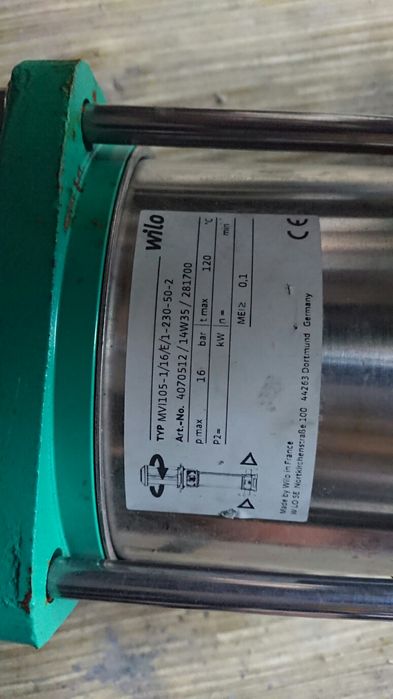 wilo
TYP MVI105-1/16/E/1-230-50-2
Art.-No. 4070512 / 14W35 / 281700
p max 16 bar t max 120 °C
P2= kW n = min
MEI ≥ 0,1
CE
Made by Wilo in France
WILO SE Nortkirchenstraße 100 44263 Dortmund Germany